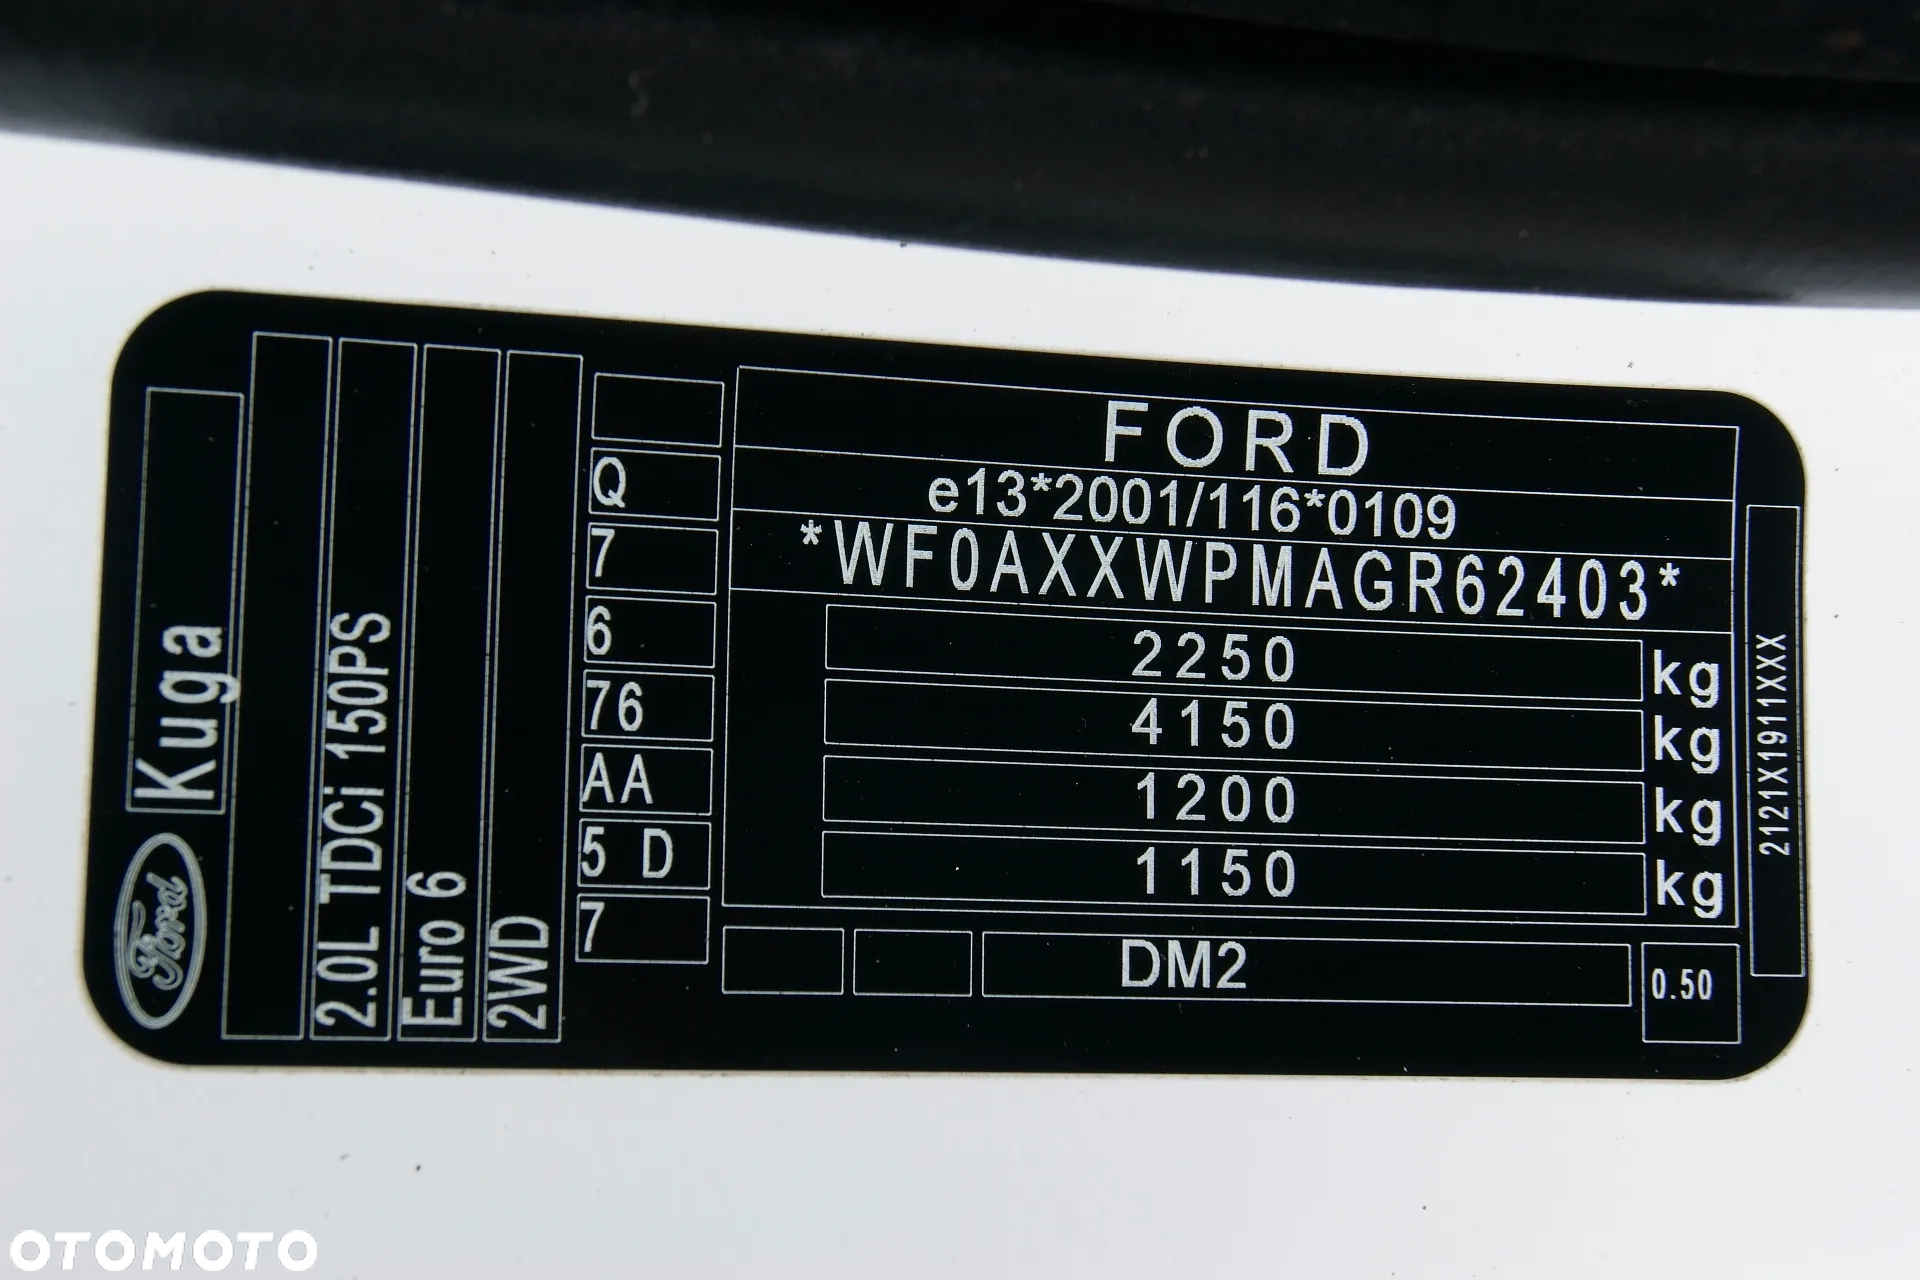 Ford
Kuga
2.0L TDCi 150PS
Euro 6
2WD
Q
7
6
76
AA
5 D
7
FORD
e13*2001/116*0109
*WF0AXXWPMAGR62403*
2250 kg
4150 kg
1200 kg
1150 kg
DM2
0.50
2121X1911XXX
OTOMOTO